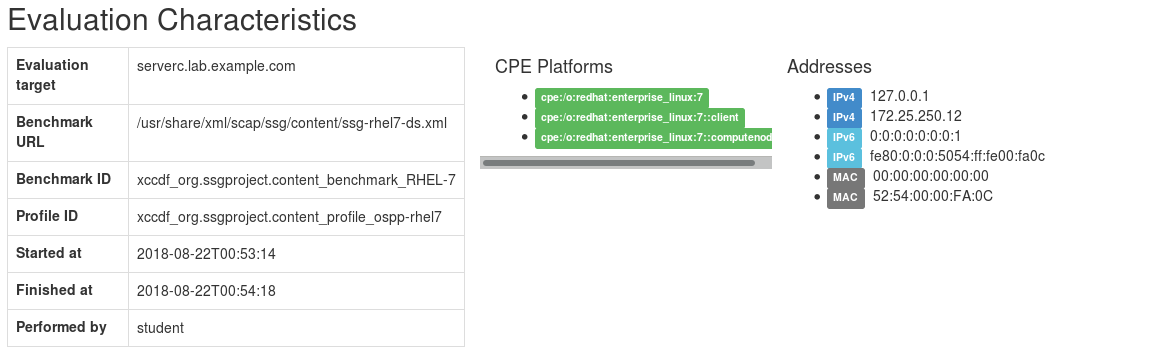 Evaluation Characteristics
Evaluation target
serverc.lab.example.com
Benchmark URL
/usr/share/xml/scap/ssg/content/ssg-rhel7-ds.xml
Benchmark ID
xccdf_org.ssgproject.content_benchmark_RHEL-7
Profile ID
xccdf_org.ssgproject.content_profile_ospp-rhel7
Started at
2018-08-22T00:53:14
Finished at
2018-08-22T00:54:18
Performed by
student
CPE Platforms
cpe:/o:redhat:enterprise_linux:7
cpe:/o:redhat:enterprise_linux:7::client
cpe:/o:redhat:enterprise_linux:7::computenod
Addresses
IPv4 127.0.0.1
IPv4 172.25.250.12
IPv6 0:0:0:0:0:0:0:1
IPv6 fe80:0:0:0:5054:ff:fe00:fa0c
MAC 00:00:00:00:00:00
MAC 52:54:00:00:FA:0C